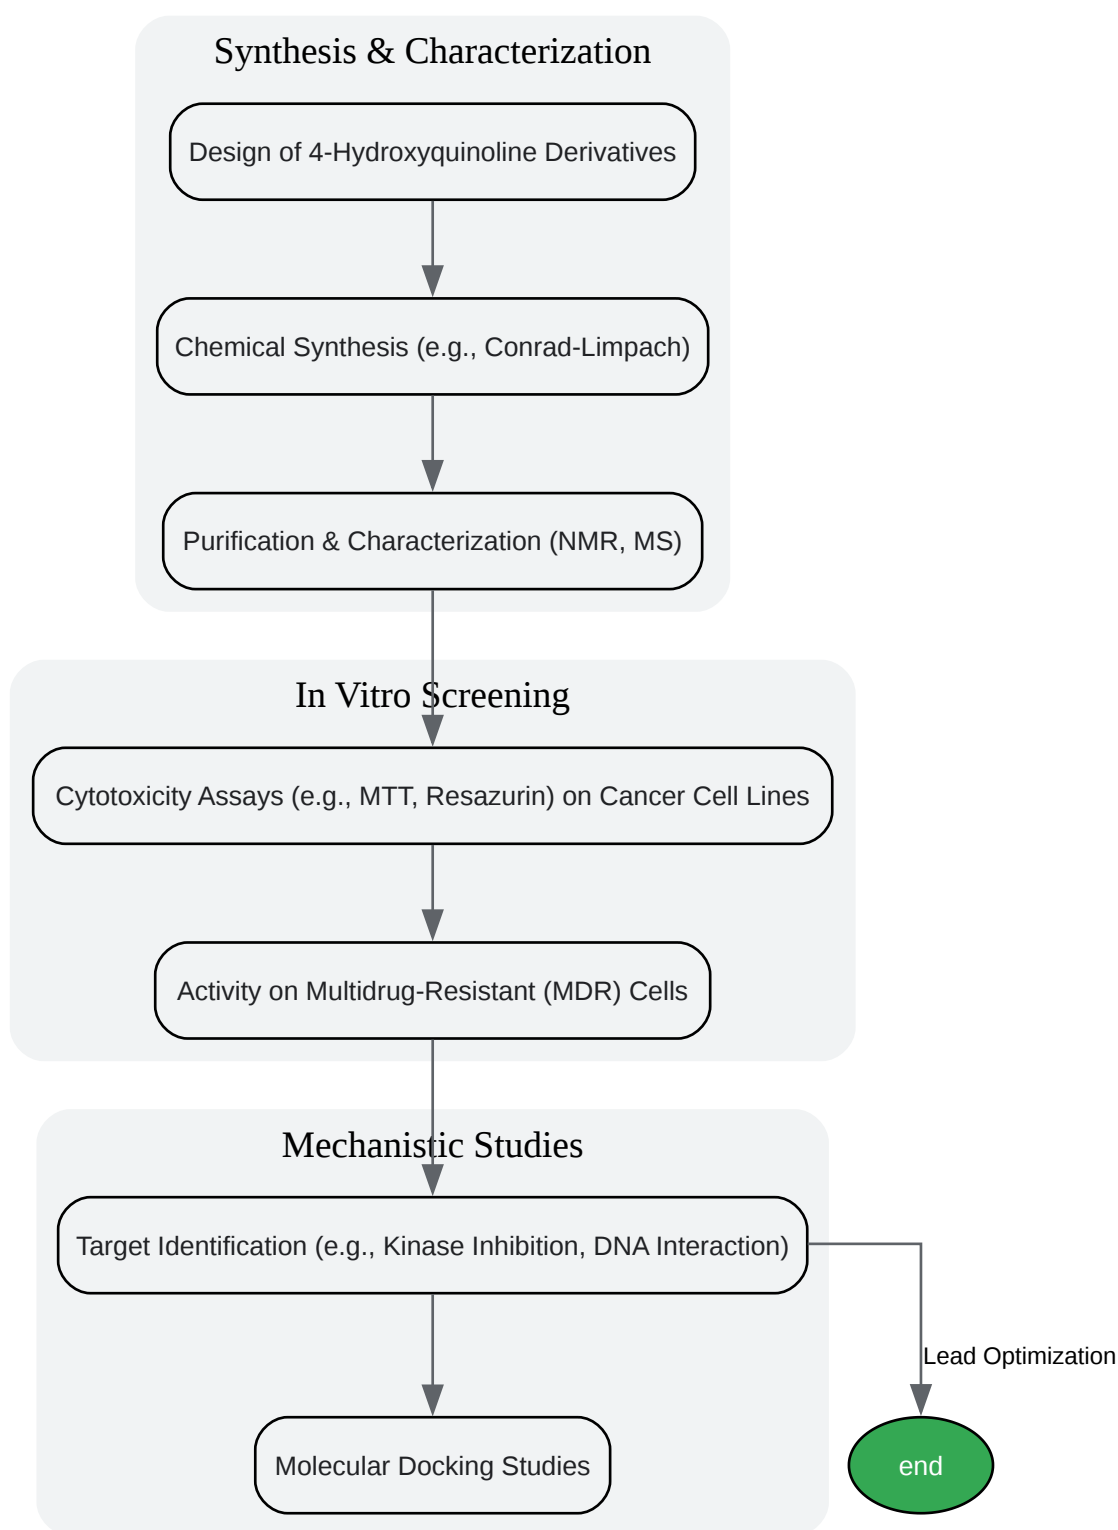 Synthesis & Characterization
Design of 4-Hydroxyquinoline Derivatives
Chemical Synthesis (e.g., Conrad-Limpach)
Purification & Characterization (NMR, MS)
In Vitro Screening
Cytotoxicity Assays (e.g., MTT, Resazurin) on Cancer Cell Lines
Activity on Multidrug-Resistant (MDR) Cells
Mechanistic Studies
Target Identification (e.g., Kinase Inhibition, DNA Interaction)
Lead Optimization
Molecular Docking Studies
end